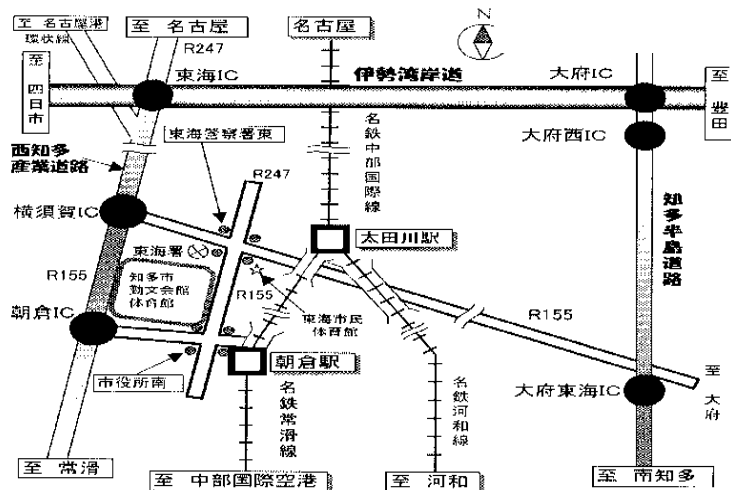 至 名古屋港
環状線
至 名古屋
R247
名古屋
N
至 四日市
東海IC
伊勢湾岸道
大府IC
至 豊田
大府西IC
西知多
産業道路
東海警察署東
名鉄中部国際線
R247
横須賀IC
太田川駅
知多半島道路
東海署
R155
知多市
勤文会館
体育館
R155
東海市民
体育館
朝倉IC
R155
朝倉駅
至 大府
市役所南
名鉄常滑線
名鉄河和線
大府東海IC
至 常滑
至 中部国際空港
至 河和
至 南知多